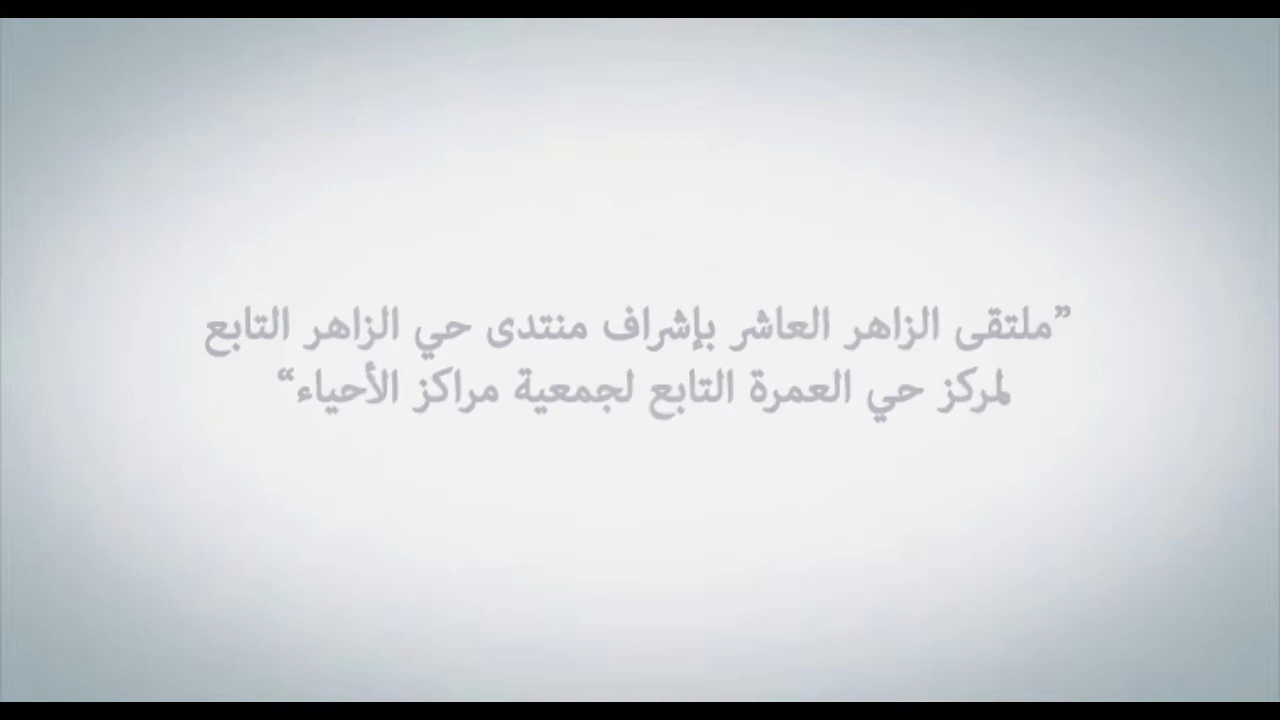 ”ملتقى الزاهر العاشر بإشراف منتدى حي الزاهر التابع
لمركز حي العمرة التابع لجمعية مراكز الأحياء“